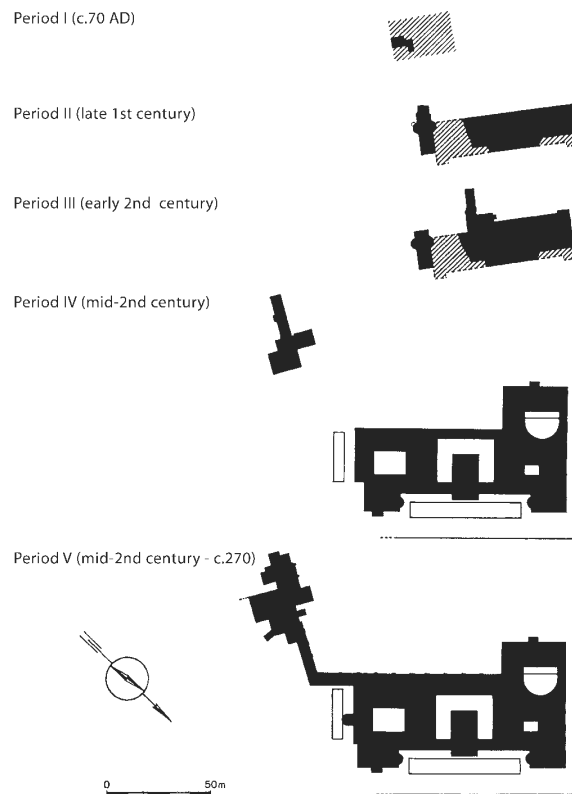 Period I (c.70 AD)
Period II (late 1st century)
Period III (early 2nd century)
Period IV (mid-2nd century)
Period V (mid-2nd century - c.270)
0 50m